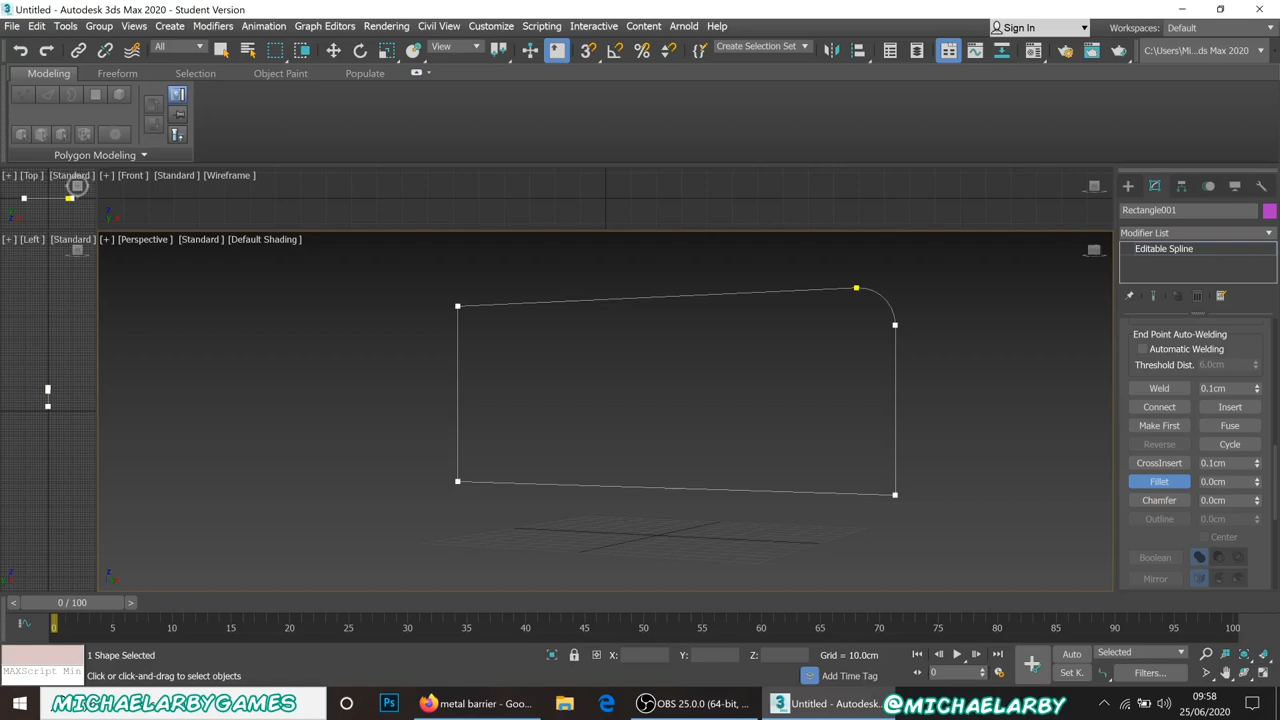 Untitled - Autodesk 3ds Max 2020 - Student Version
File Edit Tools Group Views Create Modifiers Animation Graph Editors Rendering Civil View Customize Scripting Interactive Content Arnold Help
Sign In Workspaces: Default
All View Create Selection Set C:\Users\Mi...ds Max 2020
Modeling Freeform Selection Object Paint Populate
Polygon Modeling
[+] [Top] [Standard] [+] [Front] [Standard] [Wireframe]
[+] [Left] [Standard] [+] [Perspective] [Standard] [Default Shading]
Rectangle001
Modifier List
Editable Spline
End Point Auto-Welding
Automatic Welding
Threshold Dist. 6.0cm
Weld 0.1cm
Connect Insert
Make First Fuse
Reverse Cycle
CrossInsert 0.1cm
Fillet 0.0cm
Chamfer 0.0cm
Outline 0.0cm
Center
Boolean
Mirror
< 0 / 100 >
0 5 10 15 20 25 30 35 40 45 50 55 60 65 70 75 80 85 90 95 100
1 Shape Selected X: Y: Z: Grid = 10.0cm Auto Selected
MAXScript Min Click or click-and-drag to select objects Add Time Tag 0 Set K. Filters...
MICHAELARBYGAMES metal barrier - Goo... OBS 25.0.0 (64-bit, ... Untitled - Autodesk... @MICHAELARBY 09:58
25/06/2020